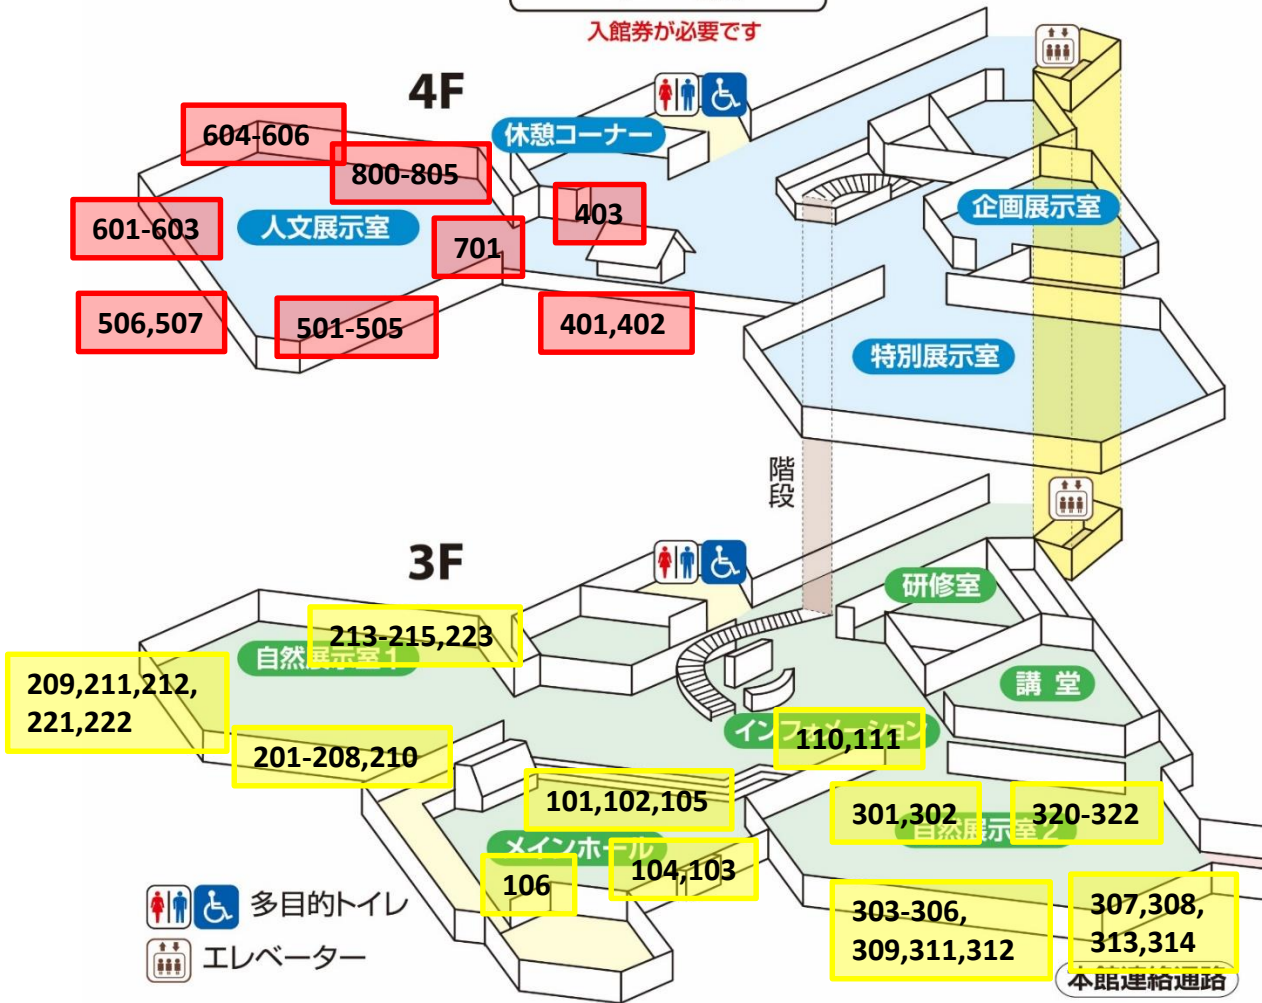 入館券が必要です
4F
604-606
休憩コーナー
800-805
403
企画展示室
601-603
人文展示室
701
506,507
501-505
401,402
特別展示室
階段
3F
研修室
213-215,223
自然展示室1
講堂
209,211,212,
221,222
インフォメーション
110,111
201-208,210
101,102,105
301,302
320-322
自然展示室2
メインホール
104,103
106
303-306,
309,311,312
307,308,
313,314
多目的トイレ
エレベーター
本館連絡通路